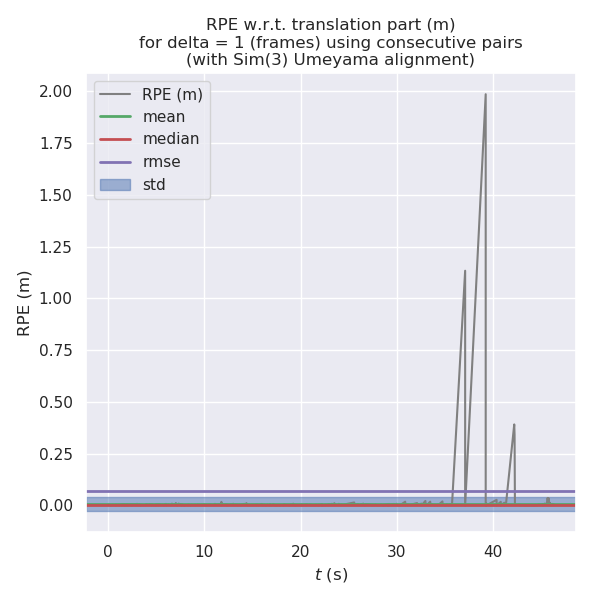 RPE w.r.t. translation part (m)
for delta = 1 (frames) using consecutive pairs
(with Sim(3) Umeyama alignment)
RPE (m)
mean
median
rmse
std
RPE (m)
2.00
1.75
1.50
1.25
1.00
0.75
0.50
0.25
0.00
0 10 20 30 40
t (s)